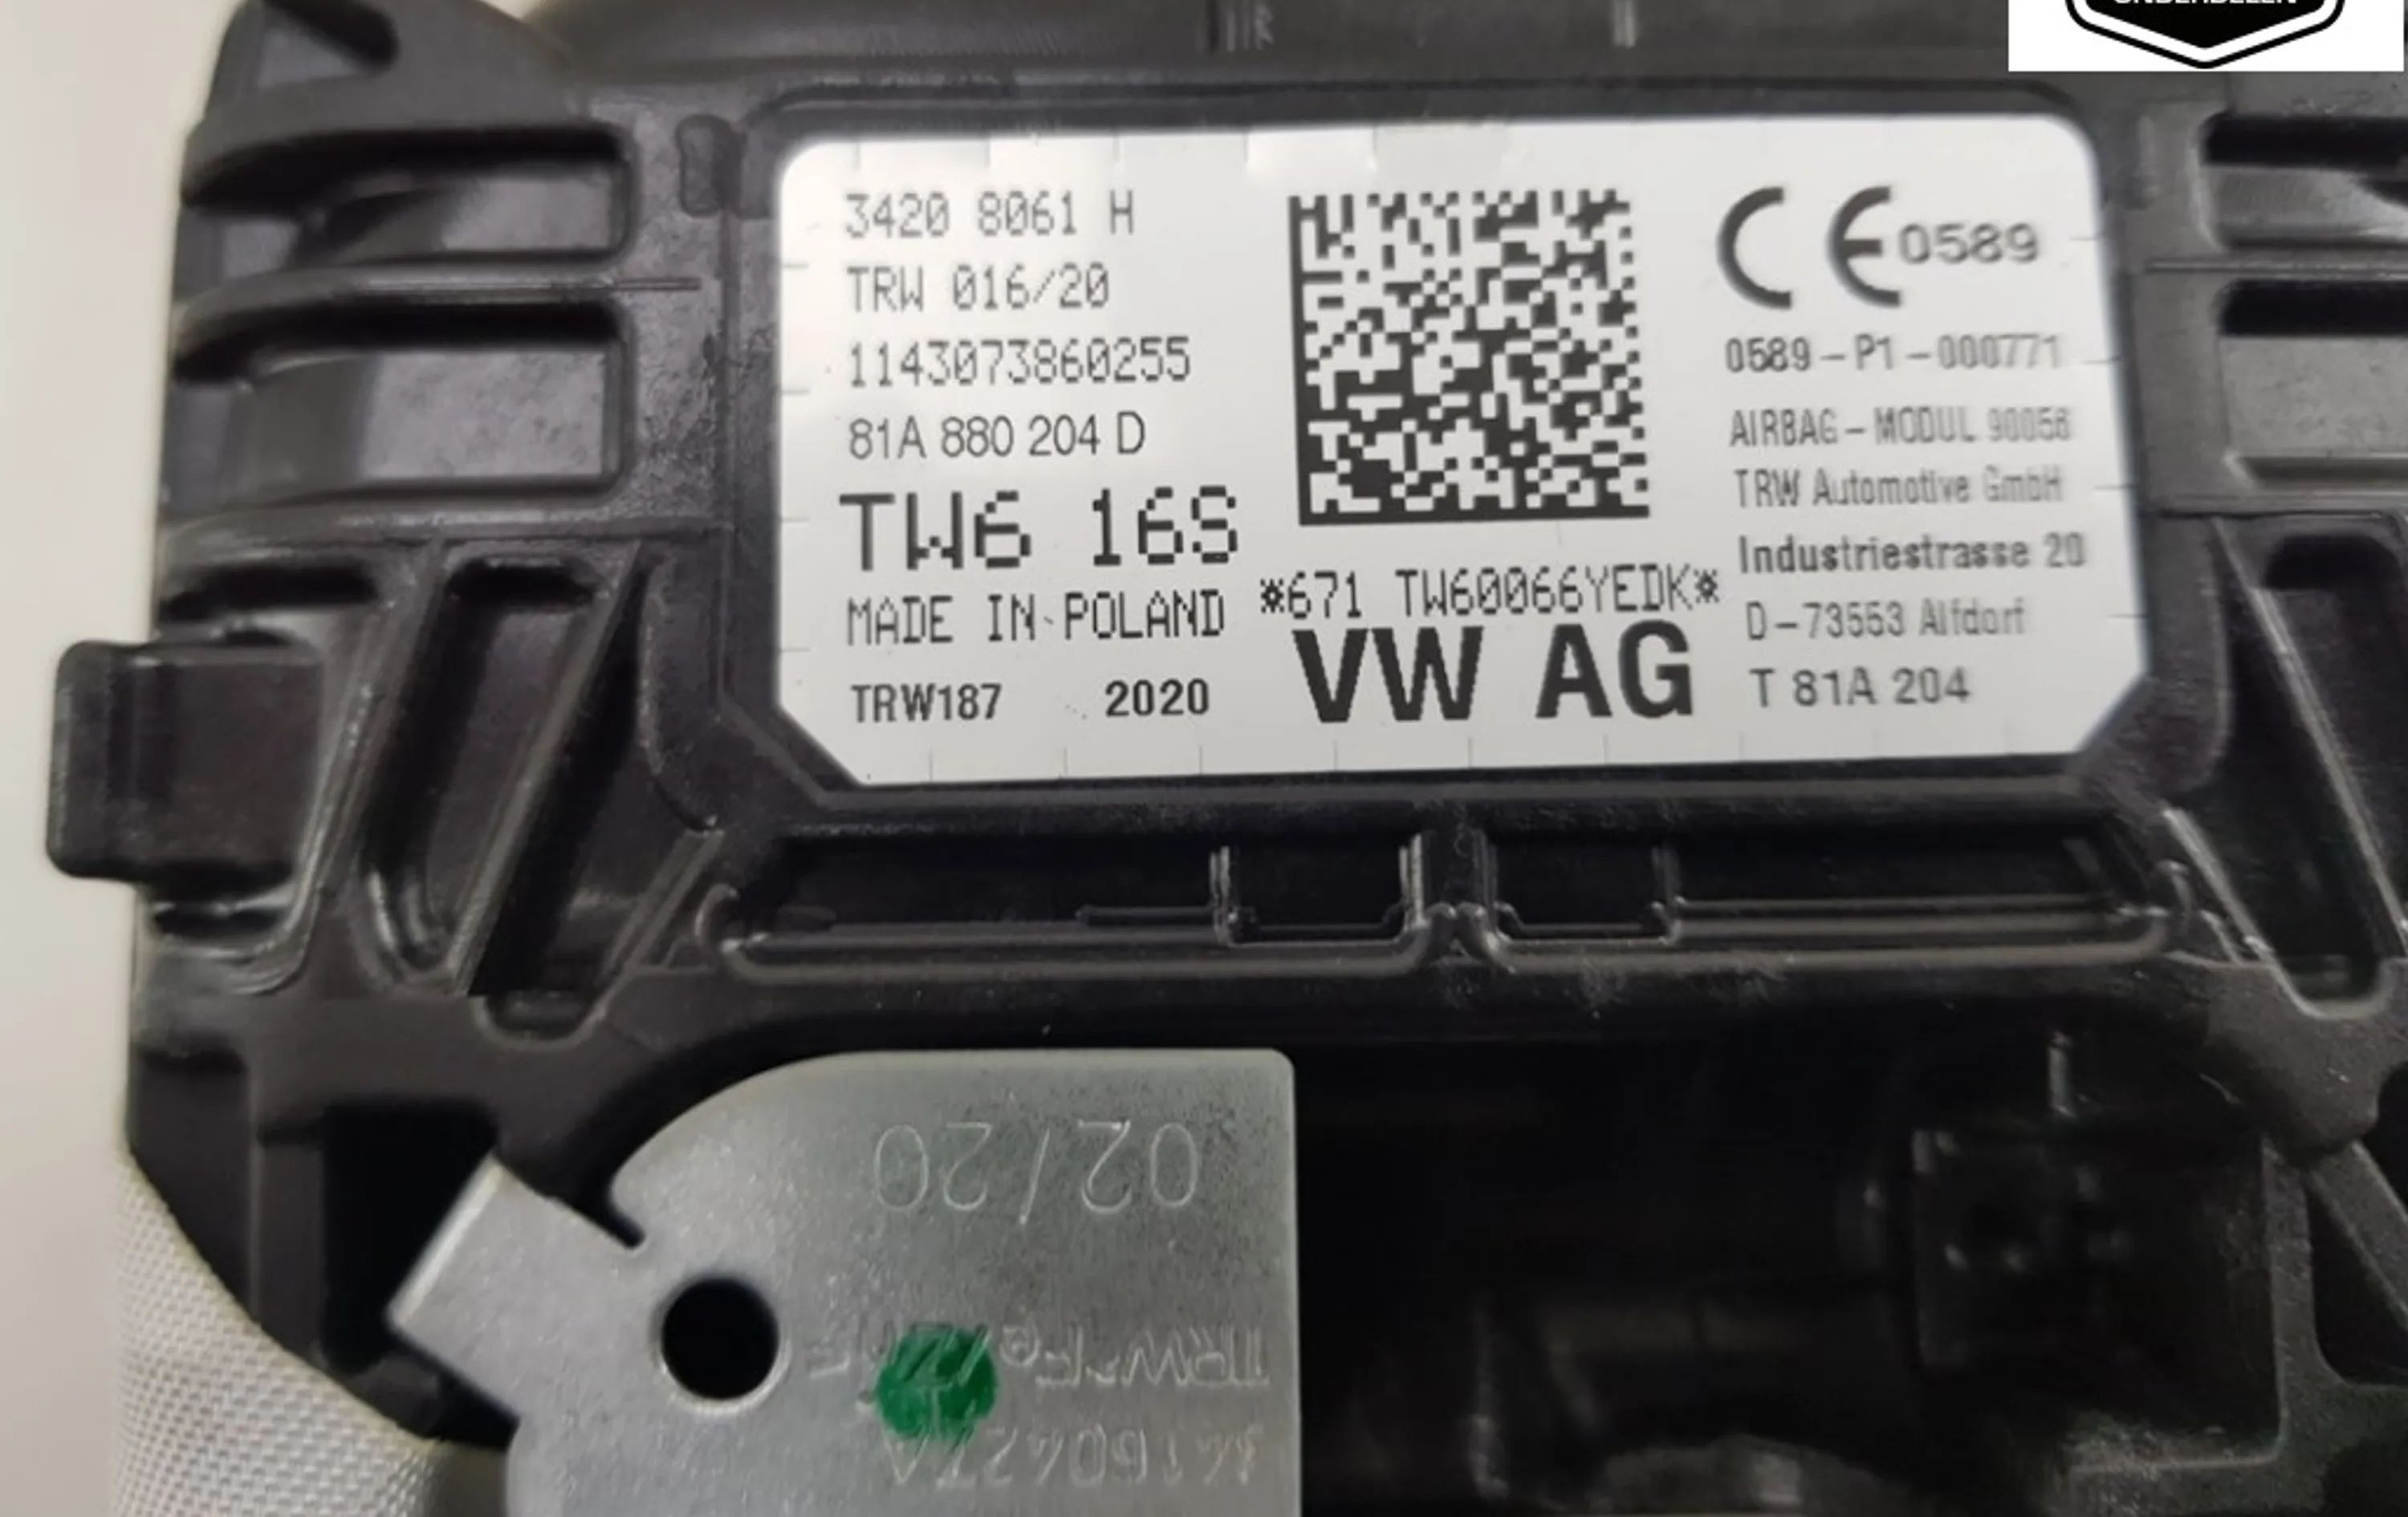 ONDERDELEN
3420 8061 H
TRW 016/20
1143073860255
81A 880 204 D
TW6 16S
MADE IN POLAND
TRW187 2020
*671 TW60066YEDK*
VW AG
CE 0589
0589-P1-000771
AIRBAG-MODUL 90056
TRW Automotive GmbH
Industriestrasse 20
D-73553 Alfdorf
T 81A 204
02/20